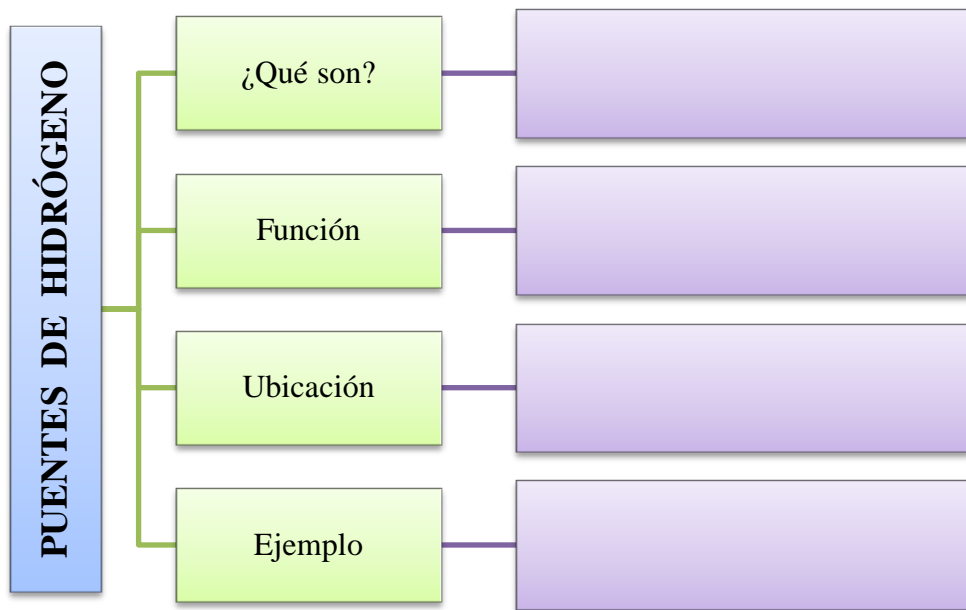 PUENTES DE HIDRÓGENO
¿Qué son?
Función
Ubicación
Ejemplo